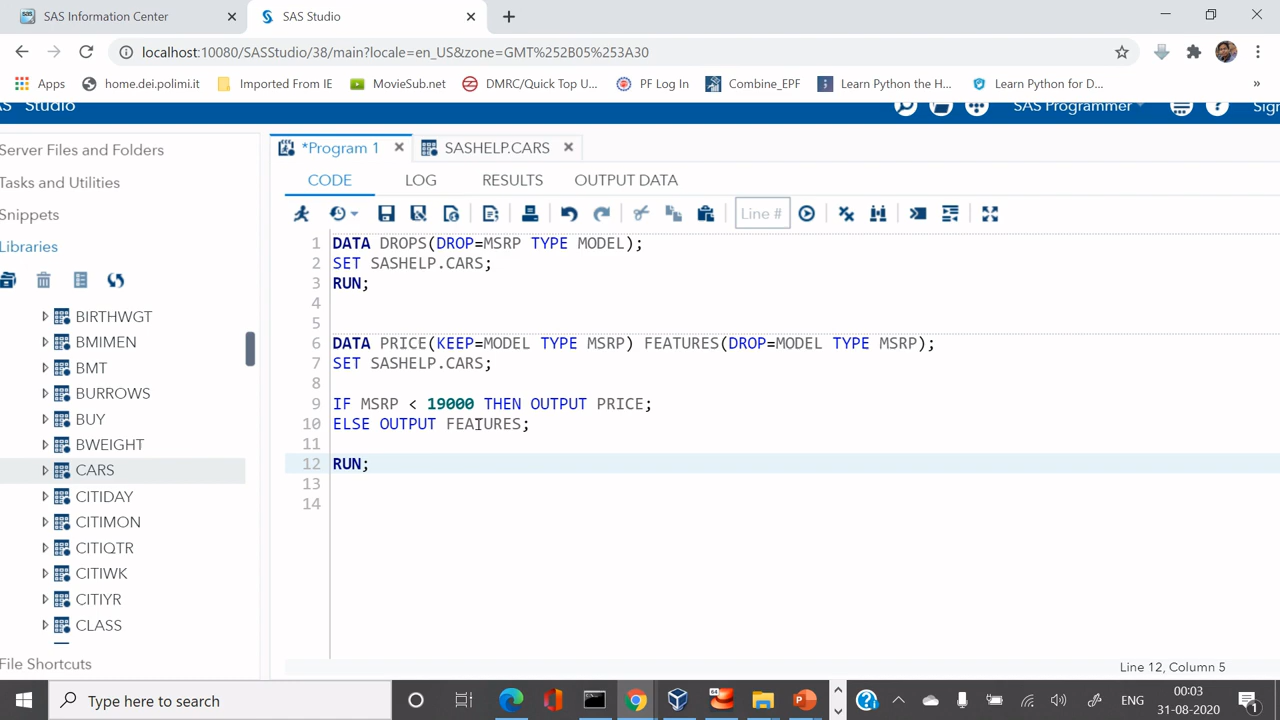 SAS Information Center
SAS Studio
localhost:10080/SASStudio/38/main?locale=en_US&zone=GMT%252B05%253A30
Apps
home.dei.polimi.it
Imported From IE
MovieSub.net
DMRC/Quick Top U...
PF Log In
Combine_EPF
Learn Python the H...
Learn Python for D...
»
AS Studio
SAS Programmer
Sign
Server Files and Folders
Tasks and Utilities
Snippets
Libraries
BIRTHWGT
BMIMEN
BMT
BURROWS
BUY
BWEIGHT
CARS
CITIDAY
CITIMON
CITIQTR
CITIWK
CITIYR
CLASS
File Shortcuts
*Program 1
SASHELP.CARS
CODE
LOG
RESULTS
OUTPUT DATA
Line #
1 DATA DROPS(DROP=MSRP TYPE MODEL);
2 SET SASHELP.CARS;
3 RUN;
4
5
6 DATA PRICE(KEEP=MODEL TYPE MSRP) FEATURES(DROP=MODEL TYPE MSRP);
7 SET SASHELP.CARS;
8
9 IF MSRP < 19000 THEN OUTPUT PRICE;
10 ELSE OUTPUT FEATURES;
11
12 RUN;
13
14
Line 12, Column 5
Type here to search
ENG
00:03
31-08-2020